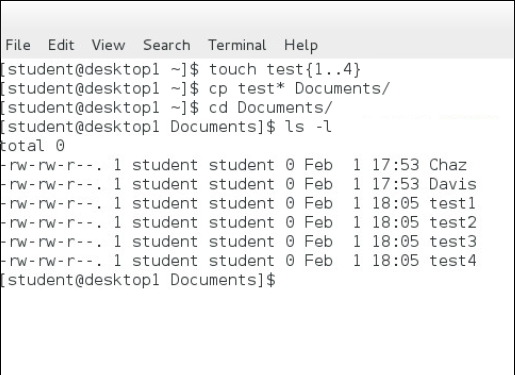 File Edit View Search Terminal Help
[student@desktop1 ~]$ touch test{1..4}
[student@desktop1 ~]$ cp test* Documents/
[student@desktop1 ~]$ cd Documents/
[student@desktop1 Documents]$ ls -l
total 0
-rw-rw-r--. 1 student student 0 Feb  1 17:53 Chaz
-rw-rw-r--. 1 student student 0 Feb  1 17:53 Davis
-rw-rw-r--. 1 student student 0 Feb  1 18:05 test1
-rw-rw-r--. 1 student student 0 Feb  1 18:05 test2
-rw-rw-r--. 1 student student 0 Feb  1 18:05 test3
-rw-rw-r--. 1 student student 0 Feb  1 18:05 test4
[student@desktop1 Documents]$